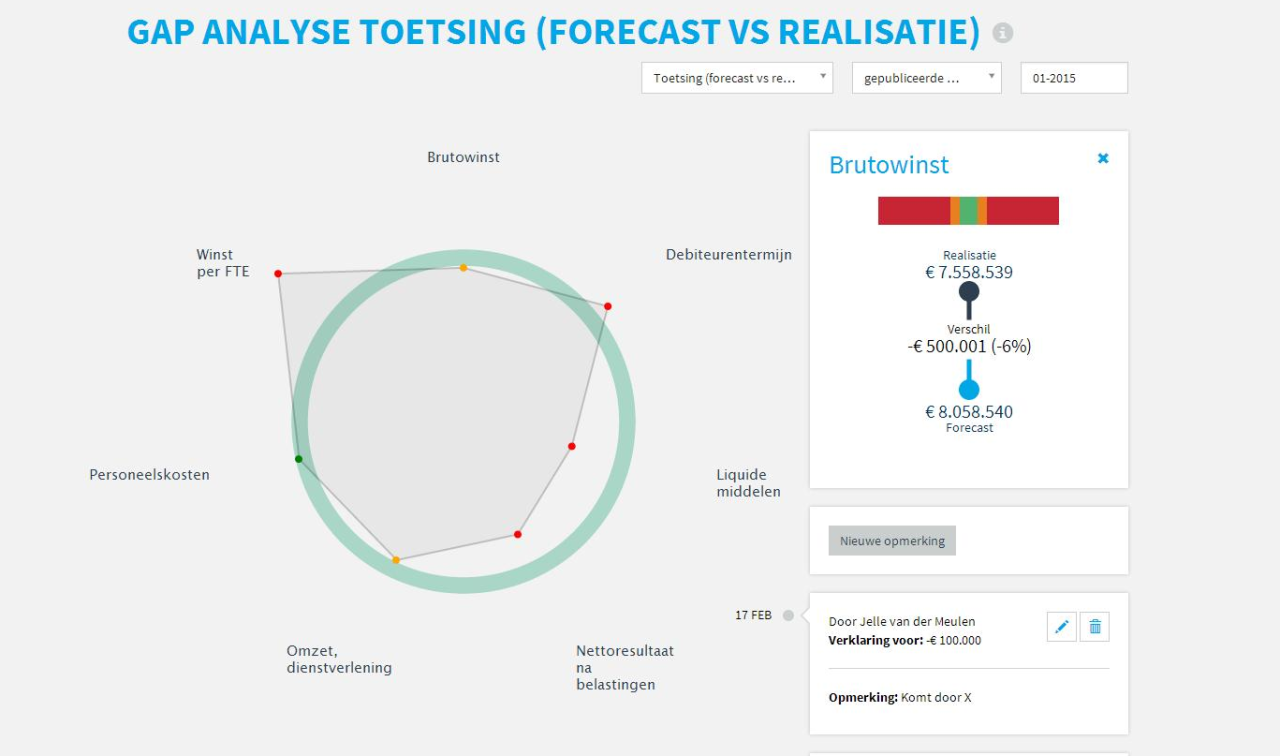 GAP ANALYSE TOETSING (FORECAST VS REALISATIE)
Toetsing (forecast vs re...
gepubliceerde ...
01-2015
Brutowinst
Winst
per FTE
Debiteurentermijn
Personeelskosten
Liquide
middelen
Omzet,
dienstverlening
Nettoresultaat
na
belastingen
Brutowinst
Realisatie
€ 7.558.539
Verschil
-€ 500.001 (-6%)
€ 8.058.540
Forecast
Nieuwe opmerking
17 FEB
Door Jelle van der Meulen
Verklaring voor: -€ 100.000
Opmerking: Komt door X